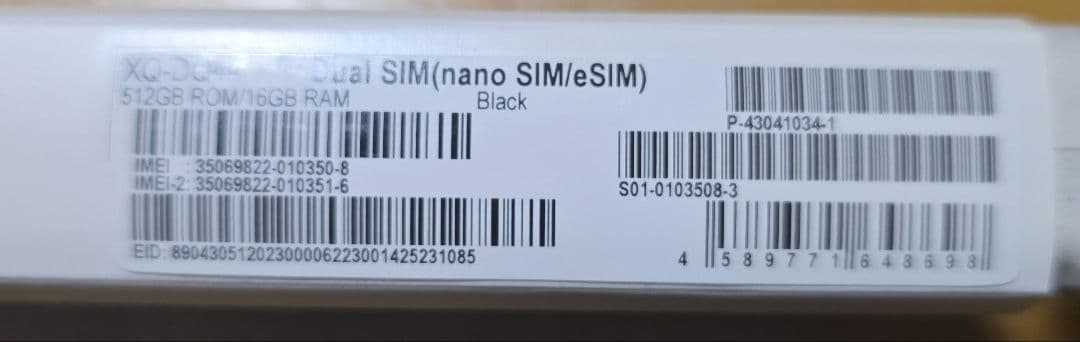 Dual SIM(nano SIM/eSIM)
512GB ROM/16GB RAM Black
IMEI : 35069822-010350-8
IMEI-2: 35069822-010351-6
EID: 89043051202300006223001425231085
P-43041034-1
S01-0103508-3
4 589771 648698